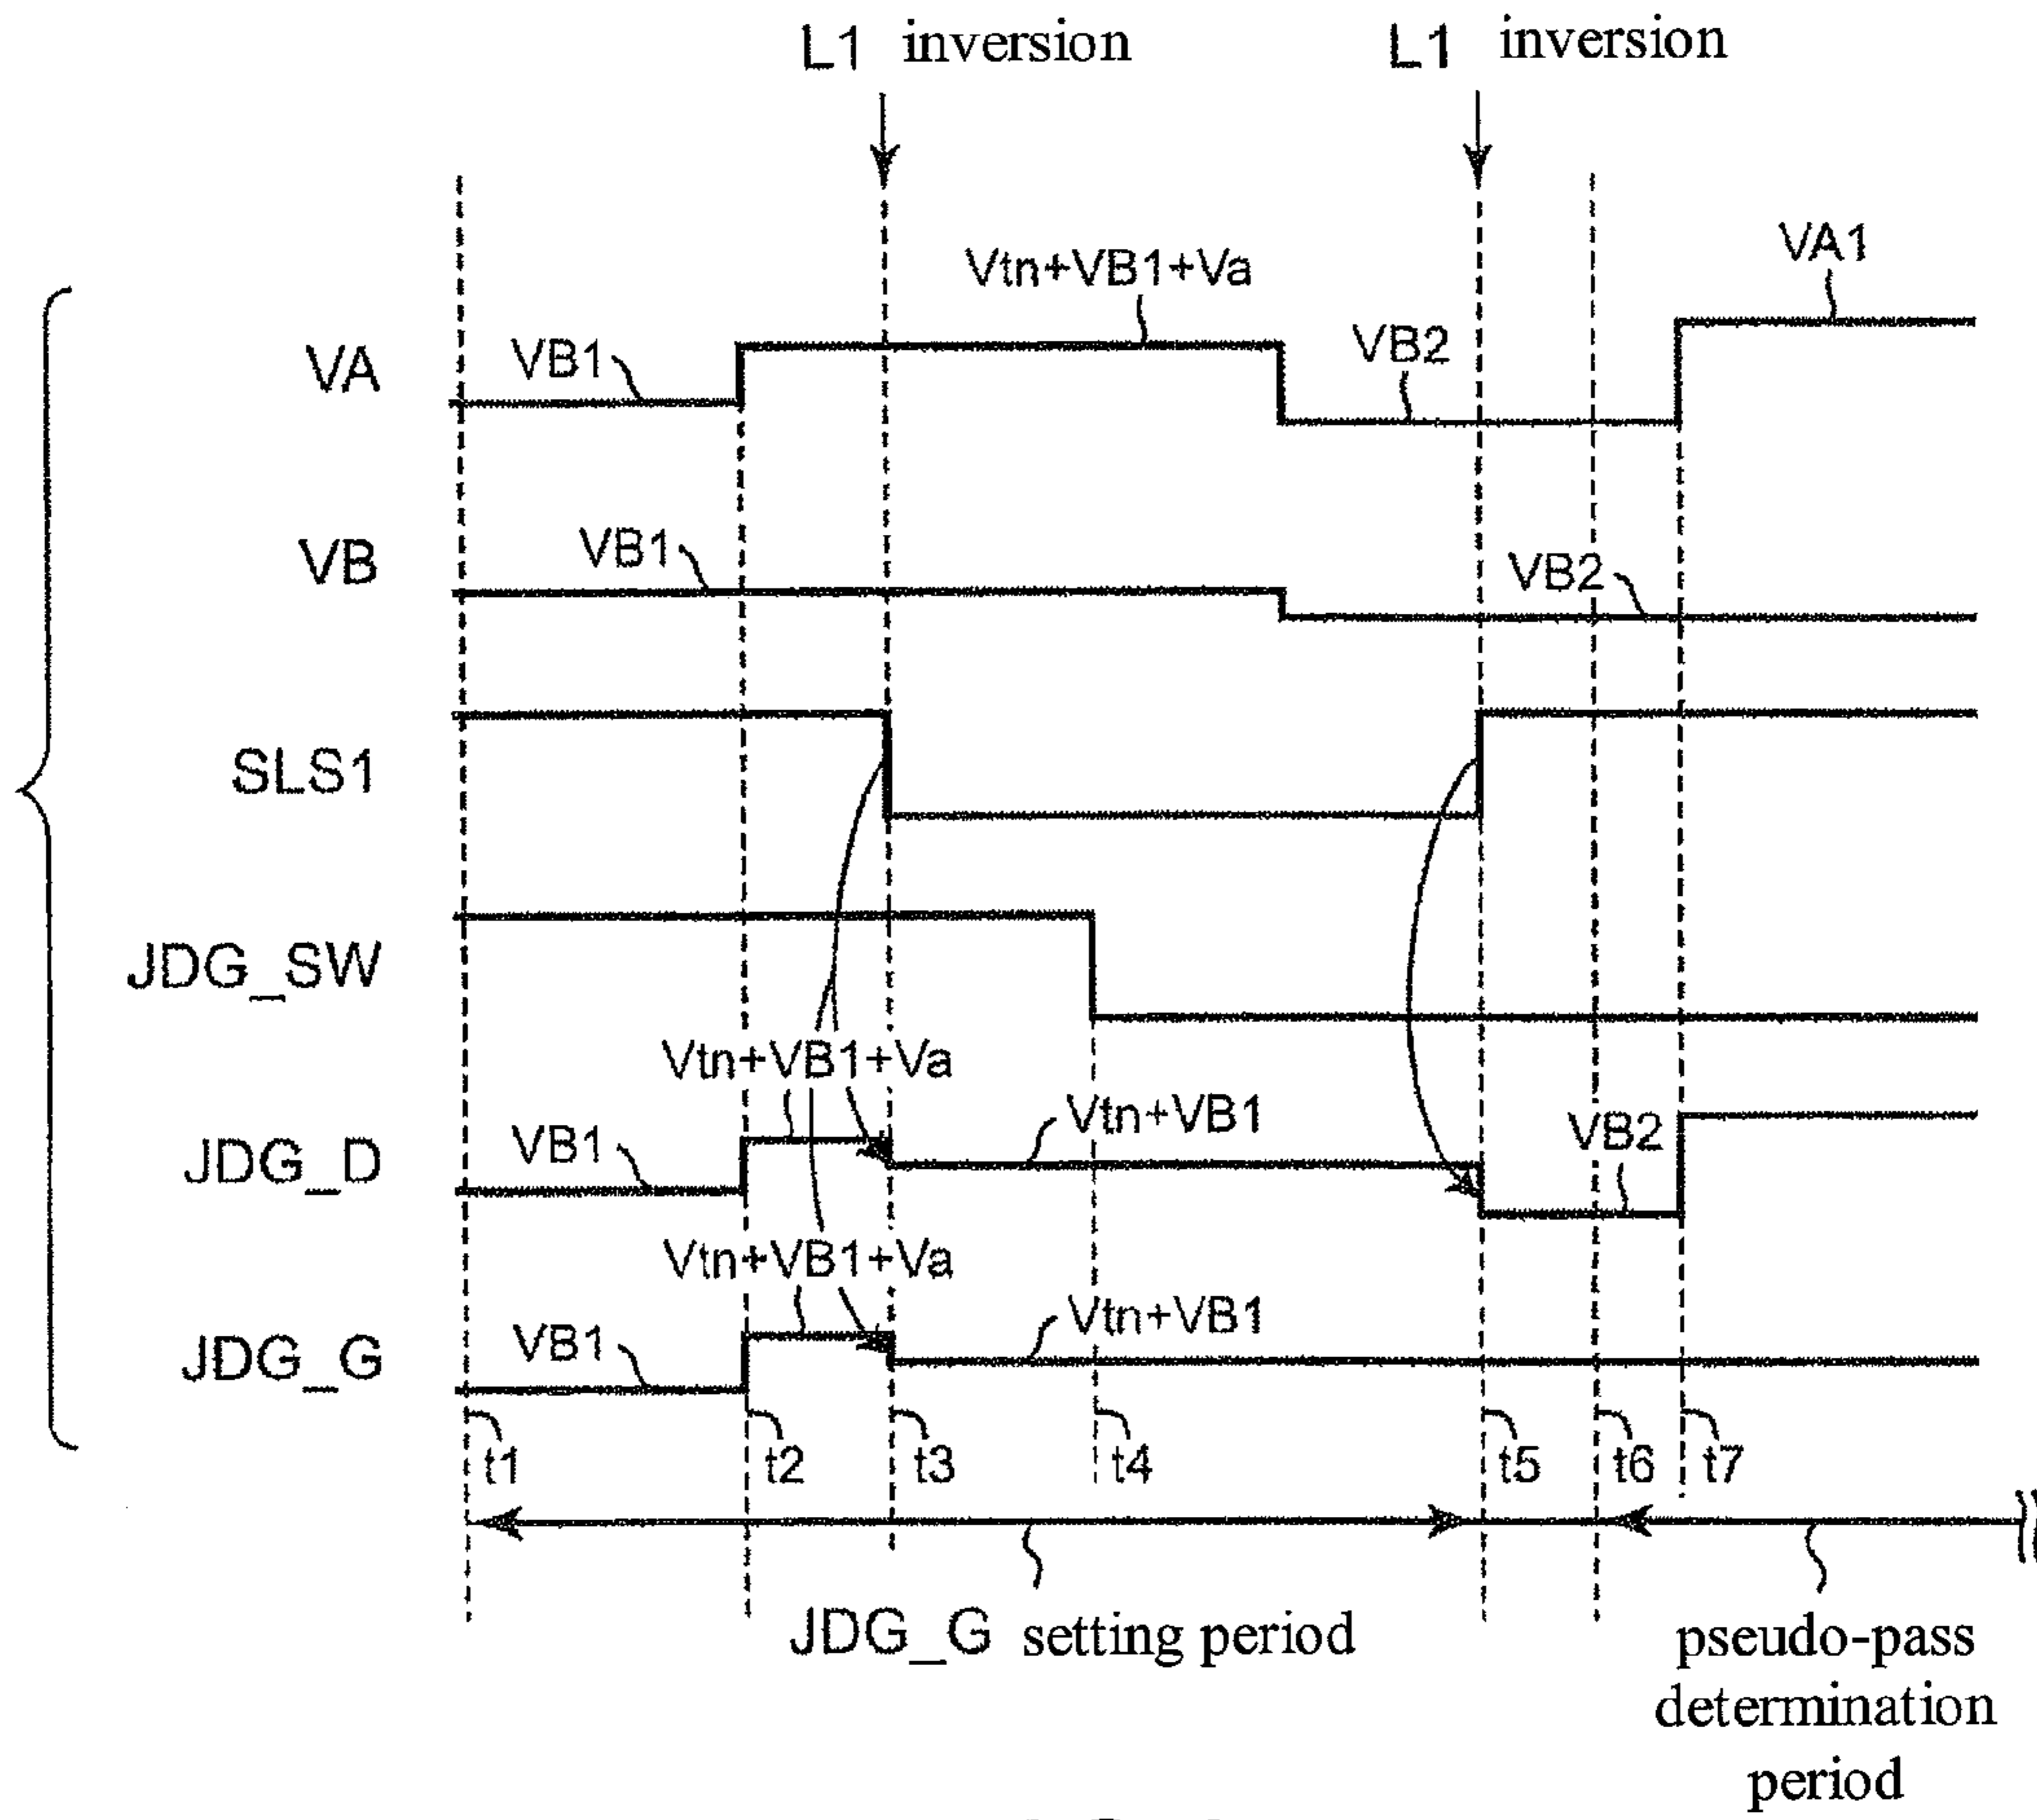 L1 inversion L1 inversion
Vtn+VB1+Va VA1
VA VB1 VB2
VB VB1 VB2
SLS1
JDG_SW
Vtn+VB1+Va
JDG_D VB1 Vtn+VB1 VB2
Vtn+VB1+Va
JDG_G VB1 Vtn+VB1
t1 t2 t3 t4 t5 t6 t7
JDG_G setting period
pseudo-pass
determination
period